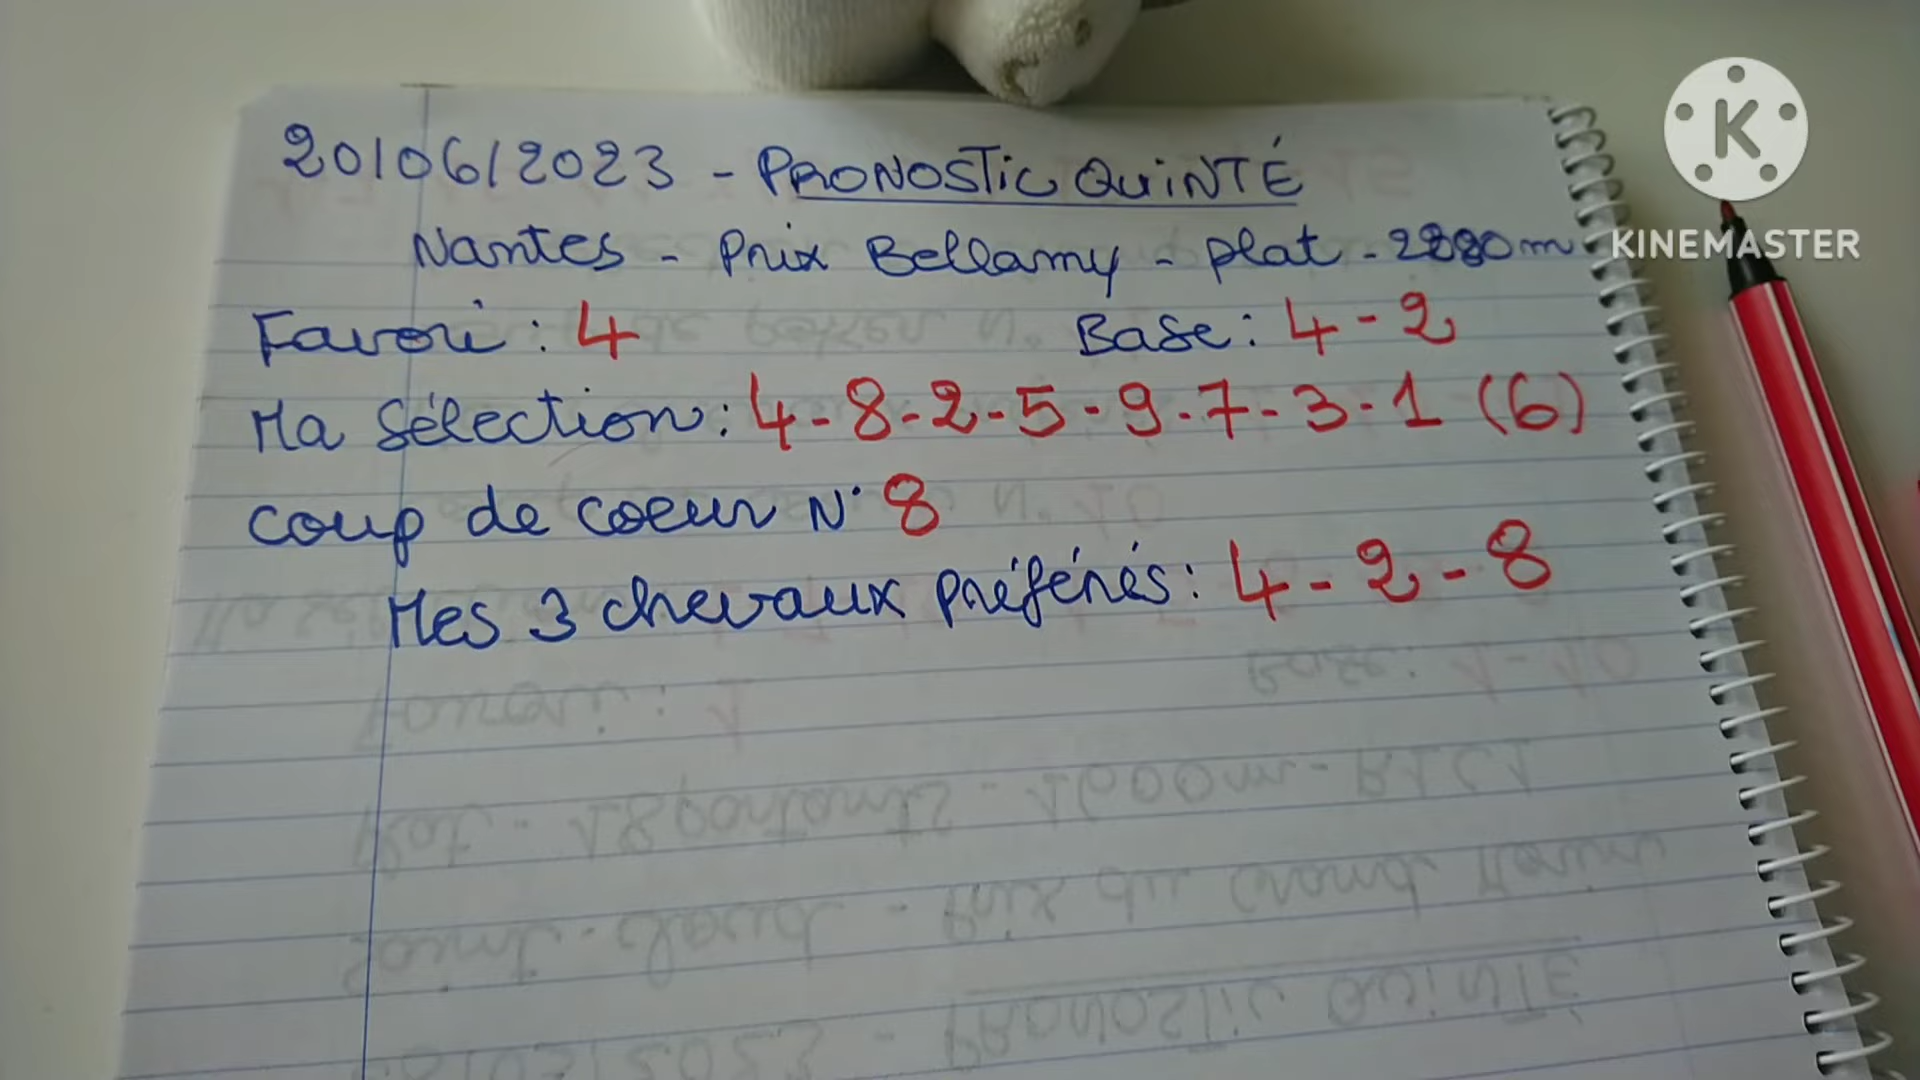 20/06/2023 - PRONOSTIC QUINTÉ
Nantes - Prix Bellamy - plat - m
KINEMASTER
Favori : 4 Base : 4 - 2
Ma sélection : 4 - 8 - 2 - 5 - 9 - 7 - 3 - 1 (6)
coup de coeur N° 8
Mes 3 chevaux préférés : 4 - 2 - 8